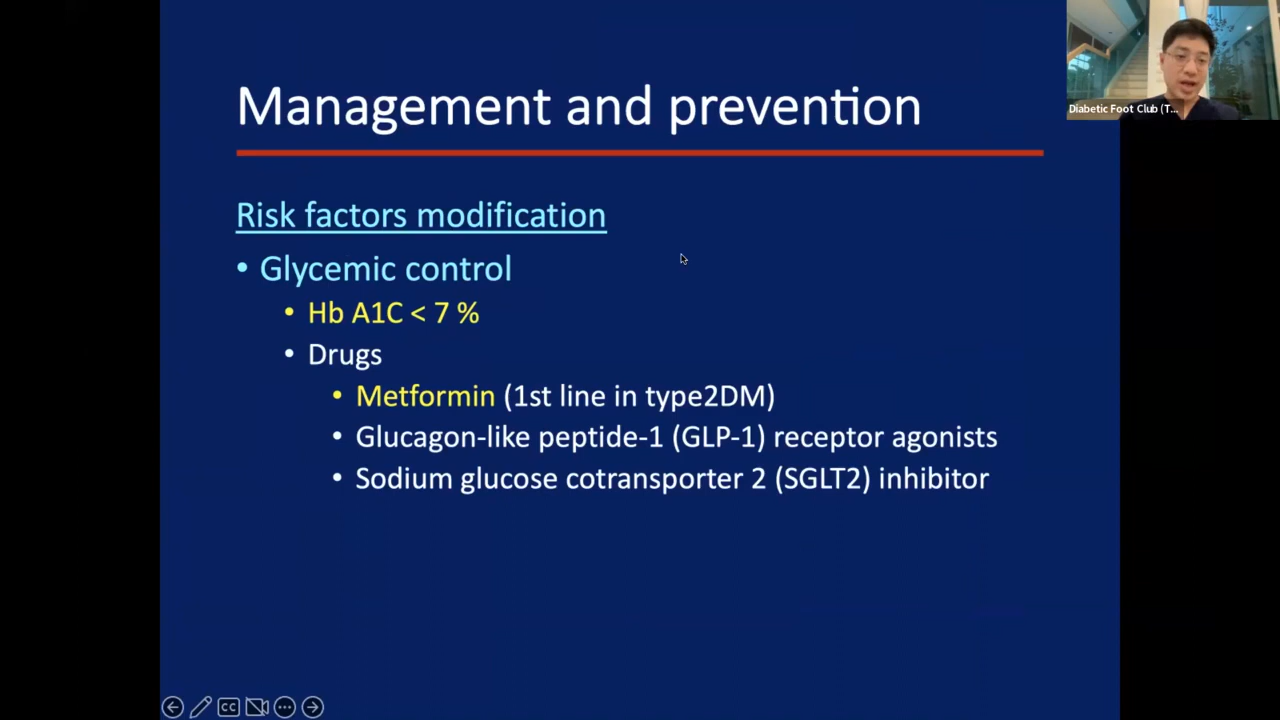 Management and prevention
Diabetic Foot Club (T...
Risk factors modification
• Glycemic control
• Hb A1C < 7 %
• Drugs
• Metformin (1st line in type2DM)
• Glucagon-like peptide-1 (GLP-1) receptor agonists
• Sodium glucose cotransporter 2 (SGLT2) inhibitor
CC